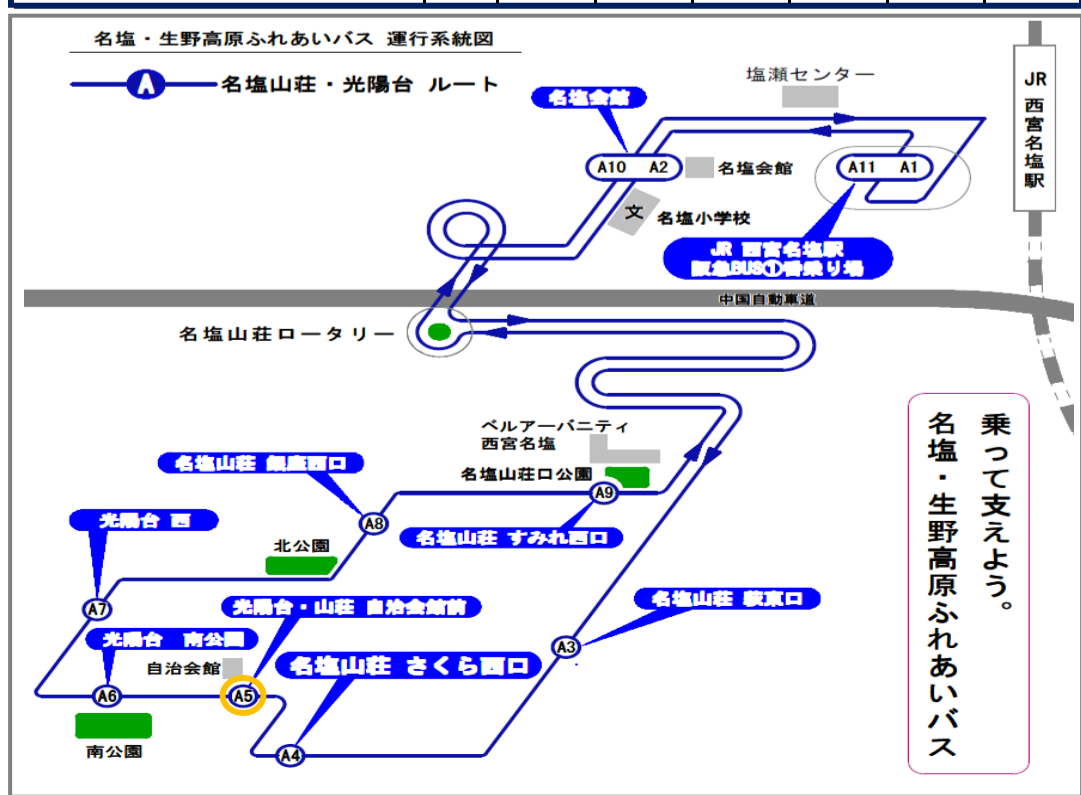 名塩・生野高原ふれあいバス 運行系統図
A 名塩山荘・光陽台 ルート
塩瀬センター
JR 西宮名塩駅
名塩会館
A10 A2
名塩会館
A11 A1
文
名塩小学校
JR 西宮名塩駅
阪急BUS①番乗り場
中国自動車道
名塩山荘ロータリー
ベルアーバニティ
西宮名塩
名塩山荘口公園
名塩山荘 銀座西口
A9
A8
名塩山荘 すみれ西口
光陽台 西
北公園
A7
光陽台・山荘 自治会館前
名塩山荘 萩東口
光陽台 南公園
A3
自治会館
名塩山荘 さくら西口
A6
A5
南公園
A4
乗って支えよう。
名塩・生野高原ふれあいバス